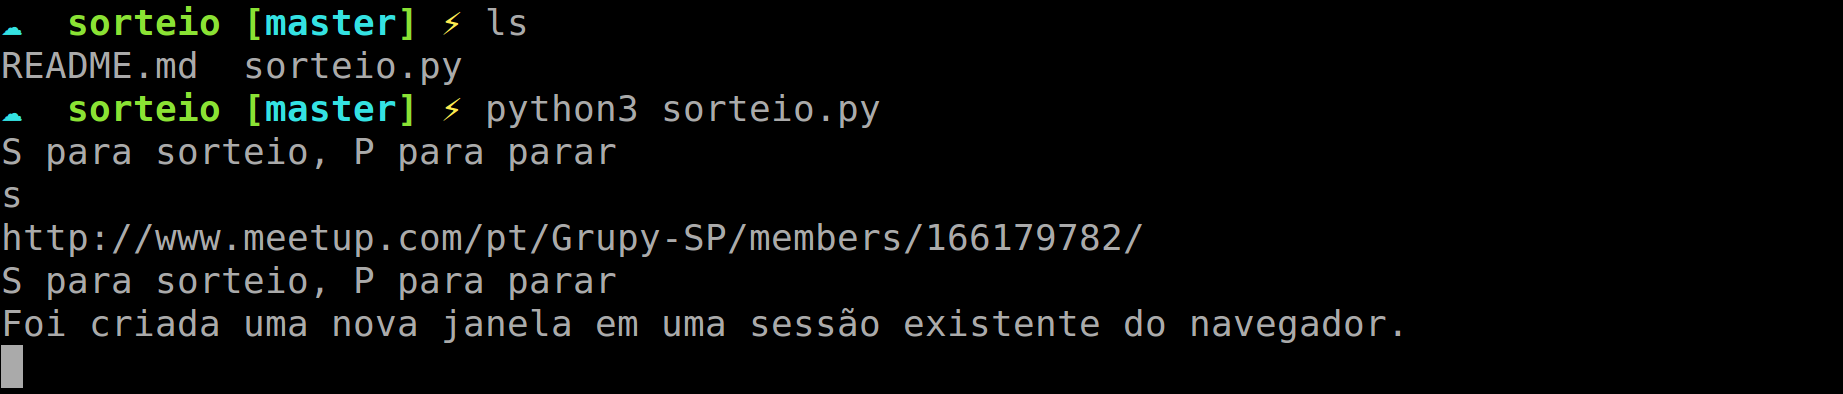 ☁  sorteio [master] ⚡ ls
README.md  sorteio.py
☁  sorteio [master] ⚡ python3 sorteio.py
S para sorteio, P para parar
s
http://www.meetup.com/pt/Grupy-SP/members/166179782/
S para sorteio, P para parar
Foi criada uma nova janela em uma sessão existente do navegador.